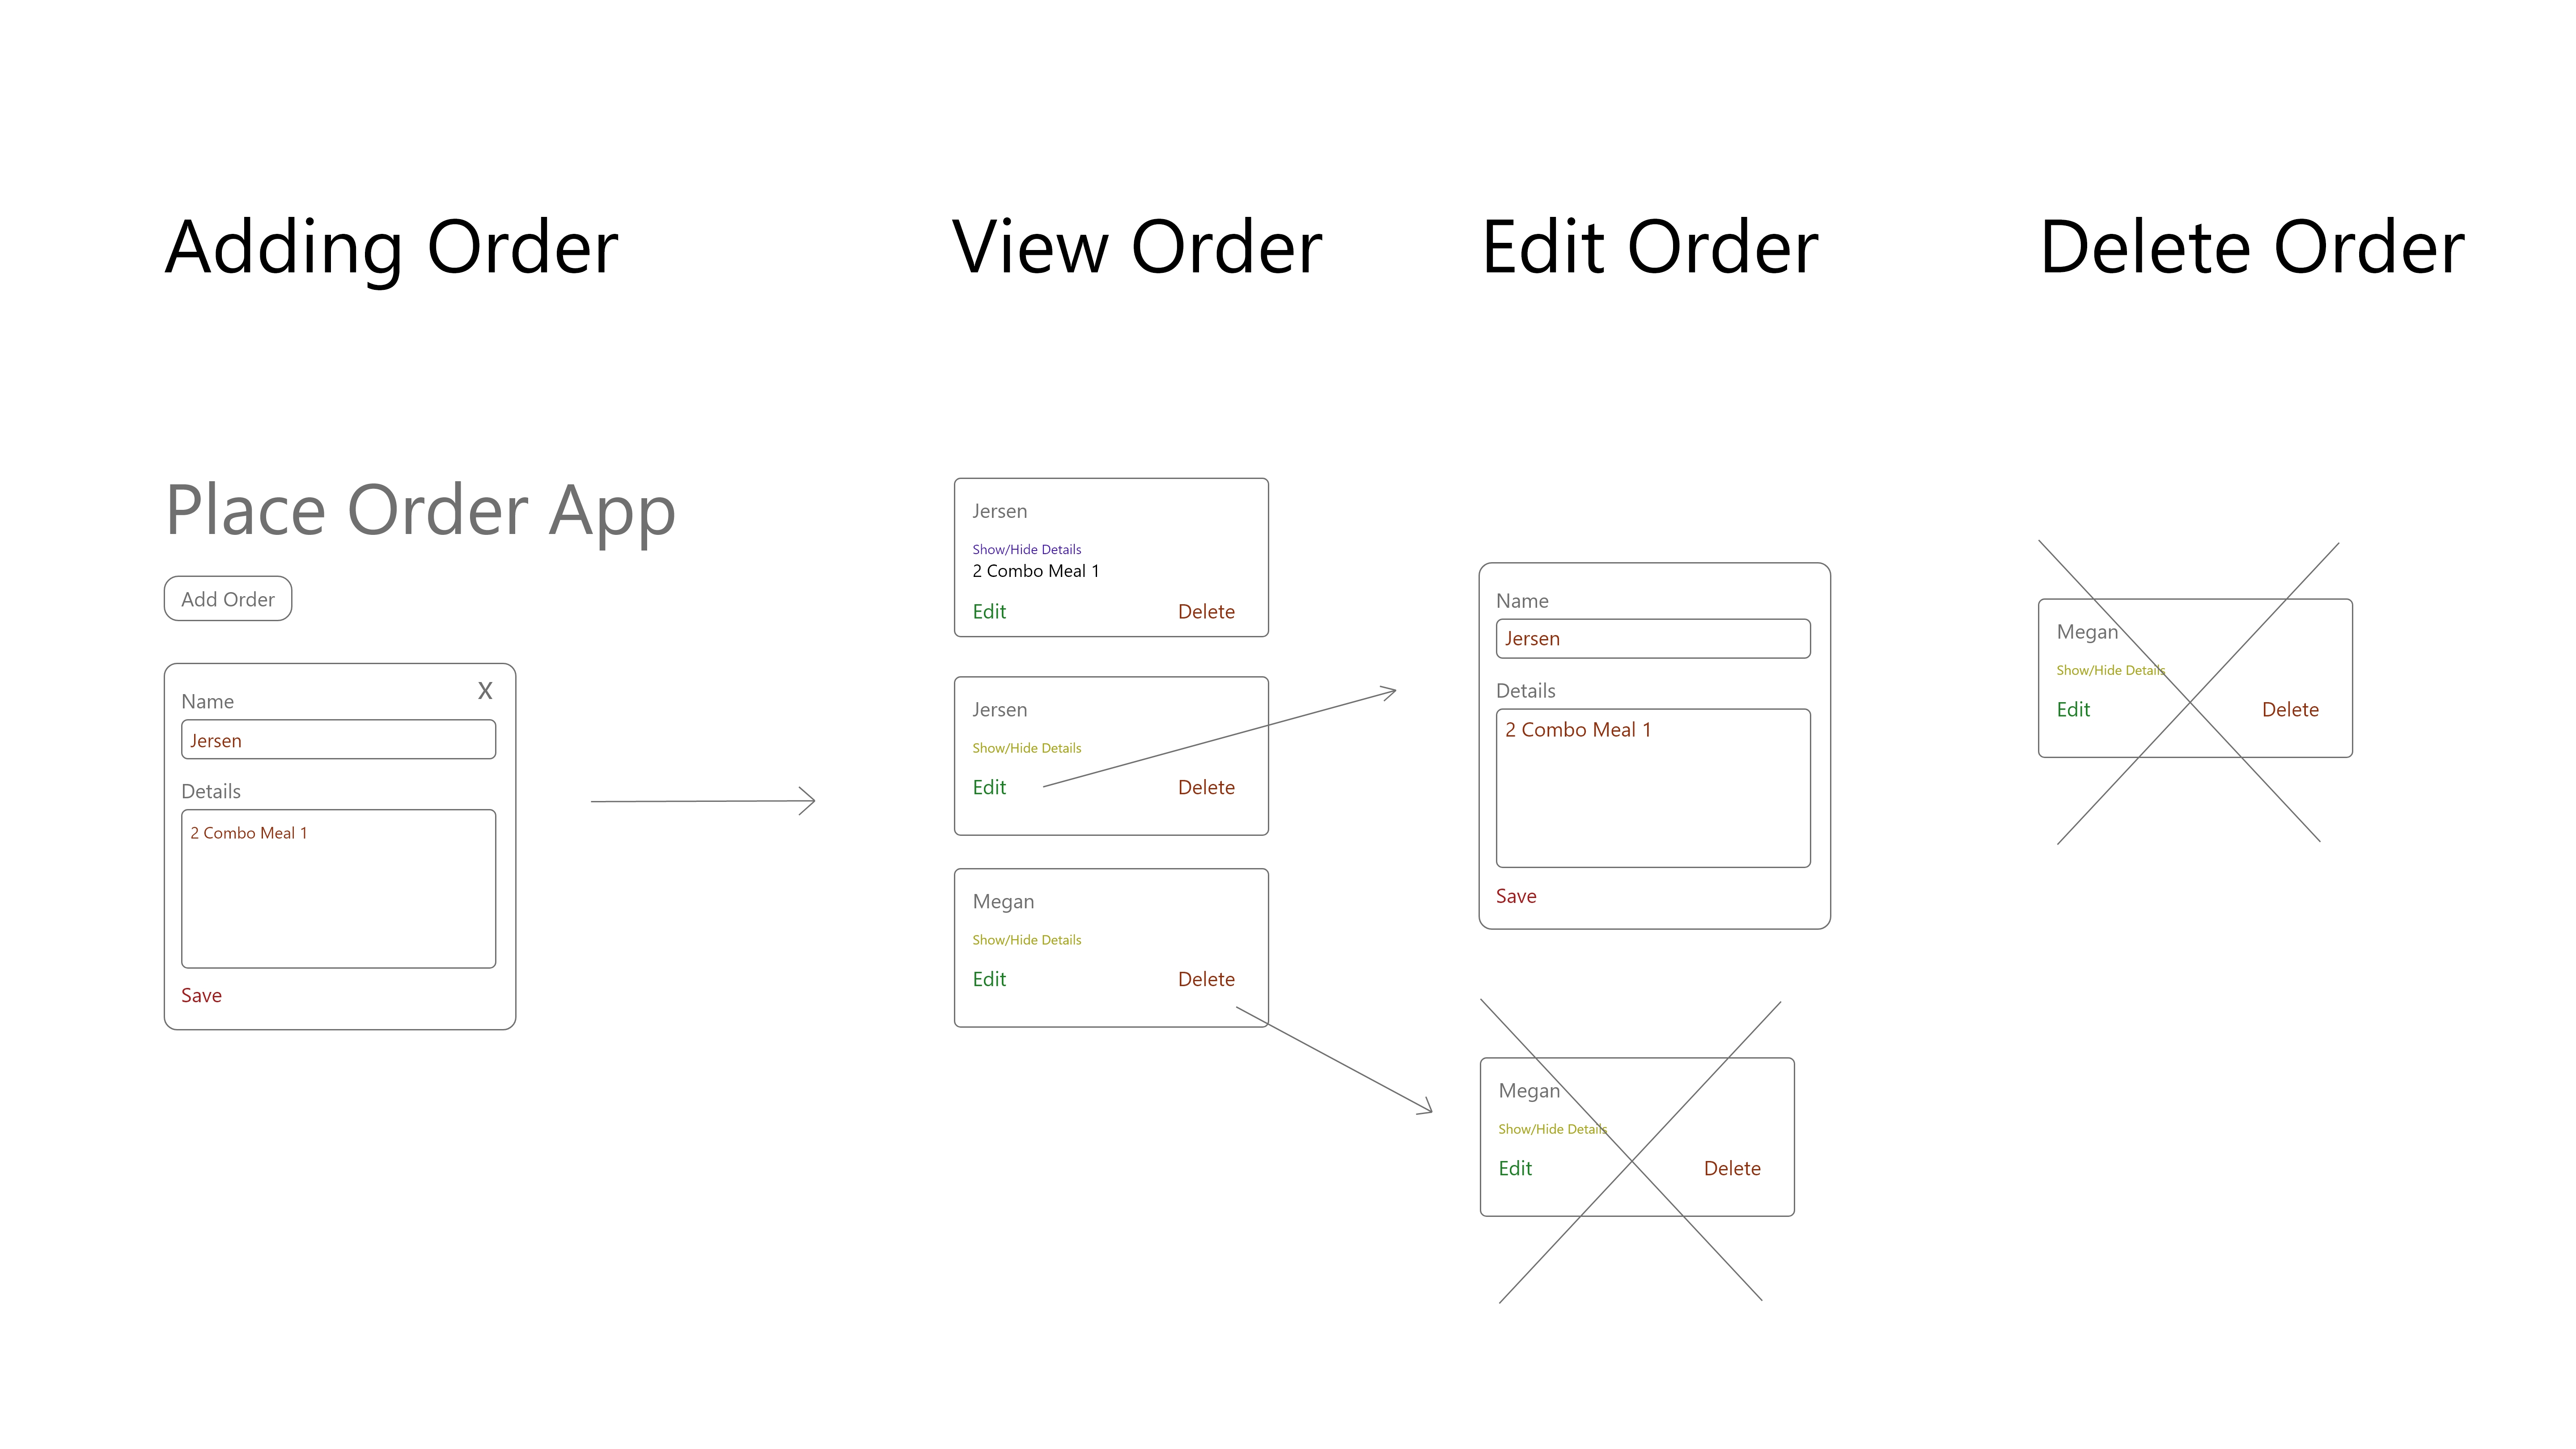 Adding Order
View Order
Edit Order
Delete Order
Place Order App
Add Order
X
Name
Jersen
Details
2 Combo Meal 1
Save
Jersen
Show/Hide Details
2 Combo Meal 1
Edit
Delete
Jersen
Show/Hide Details
Edit
Delete
Megan
Show/Hide Details
Edit
Delete
Name
Jersen
Details
2 Combo Meal 1
Save
Megan
Show/Hide Details
Edit
Delete
Megan
Show/Hide Details
Edit
Delete